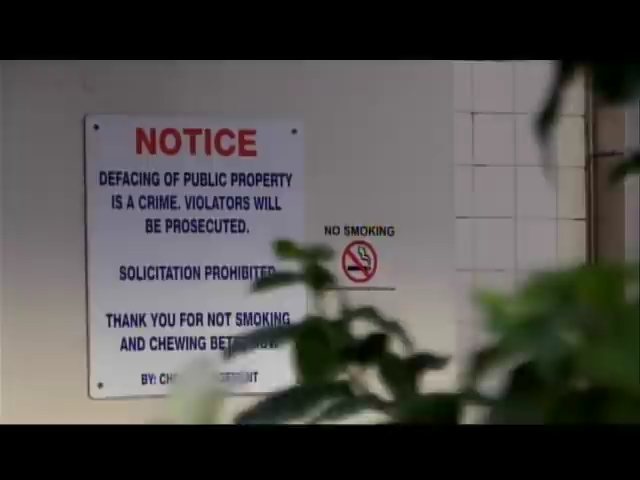 NOTICE
DEFACING OF PUBLIC PROPERTY
IS A CRIME. VIOLATORS WILL
BE PROSECUTED.
SOLICITATION PROHIBITED
THANK YOU FOR NOT SMOKING
AND CHEWING
BY:
NO SMOKING